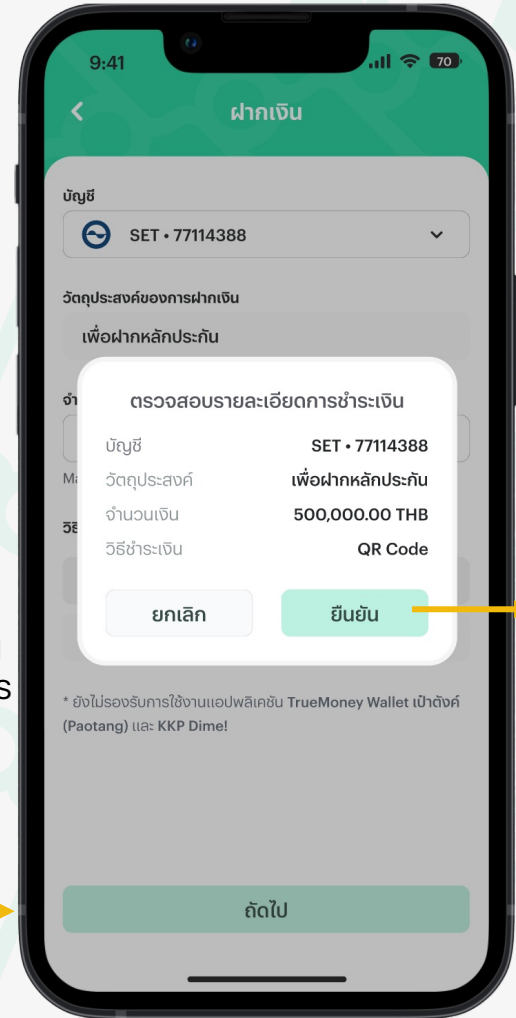 9:41
70
ฝากเงิน
บัญชี
SET • 77114388
วัตถุประสงค์ของการฝากเงิน
เพื่อฝากหลักประกัน
จำ
ตรวจสอบรายละเอียดการชำระเงิน
บัญชี SET • 77114388
Ma
วัตถุประสงค์ เพื่อฝากหลักประกัน
จำนวนเงิน 500,000.00 THB
วิธี
วิธีชำระเงิน QR Code
ยกเลิก ยืนยัน
s
* ยังไม่รองรับการใช้งานแอปพลิเคชัน TrueMoney Wallet เป๋าตังค์
(Paotang) และ KKP Dime!
ถัดไป